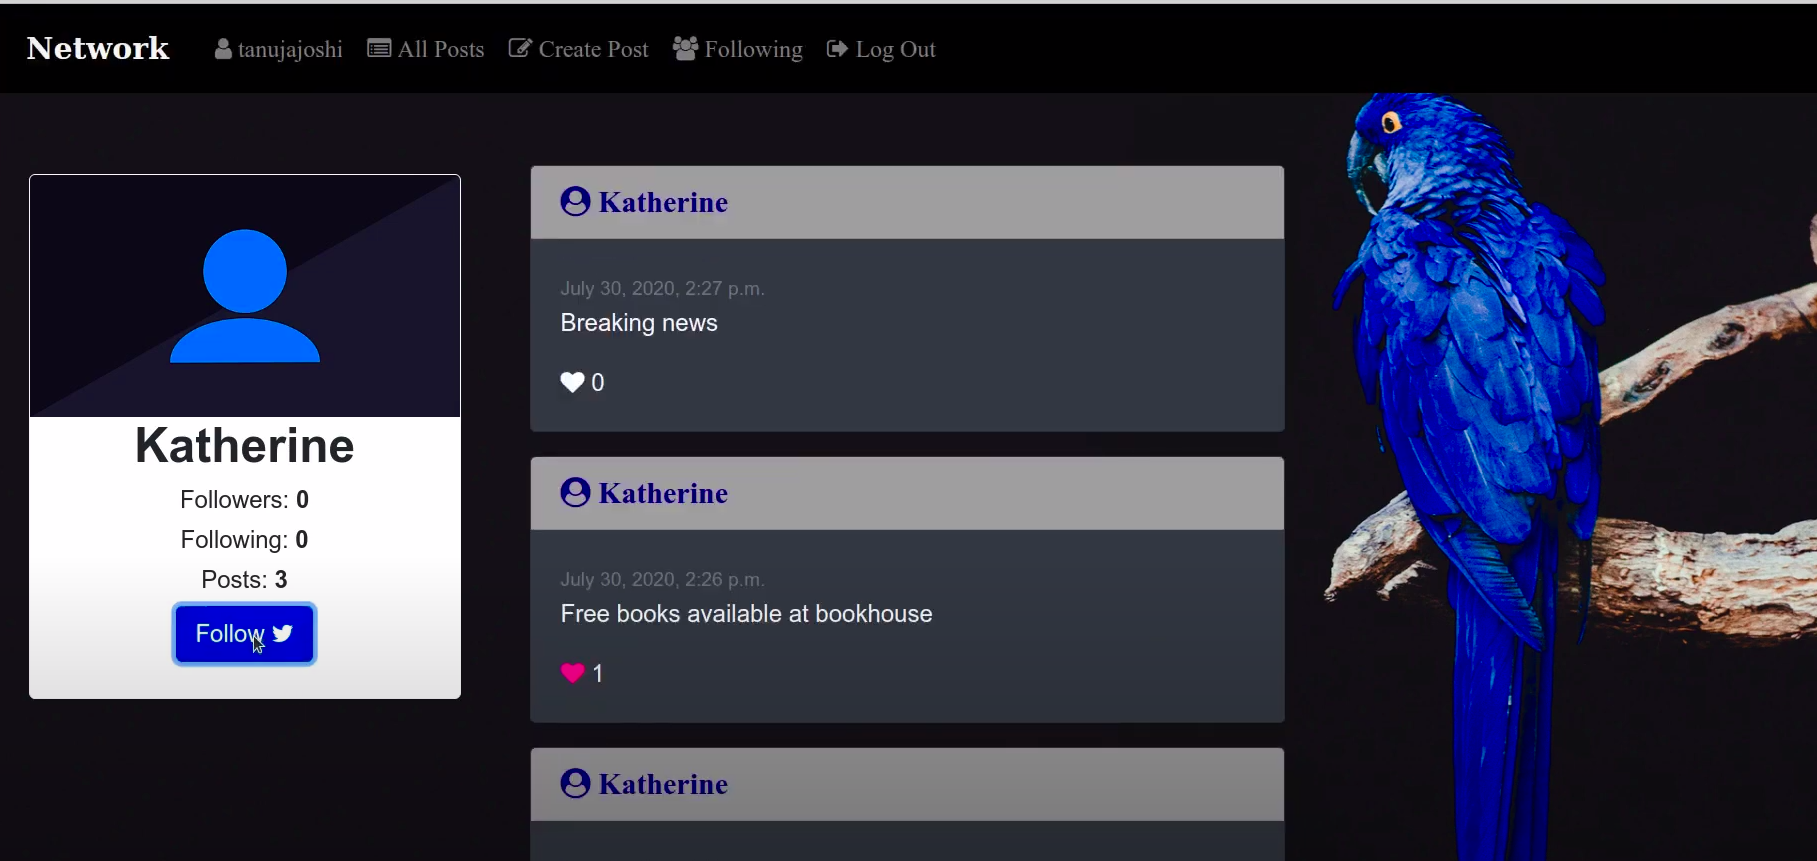 Network tanujajoshi All Posts Create Post Following Log Out
Katherine
Followers: 0
Following: 0
Posts: 3
Follow
Katherine
July 30, 2020, 2:27 p.m.
Breaking news
0
Katherine
July 30, 2020, 2:26 p.m.
Free books available at bookhouse
1
Katherine